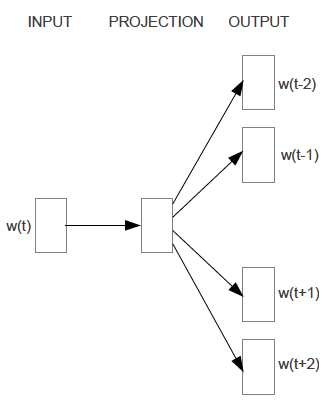 INPUT PROJECTION OUTPUT
w(t-2)
w(t-1)
w(t)
w(t+1)
w(t+2)